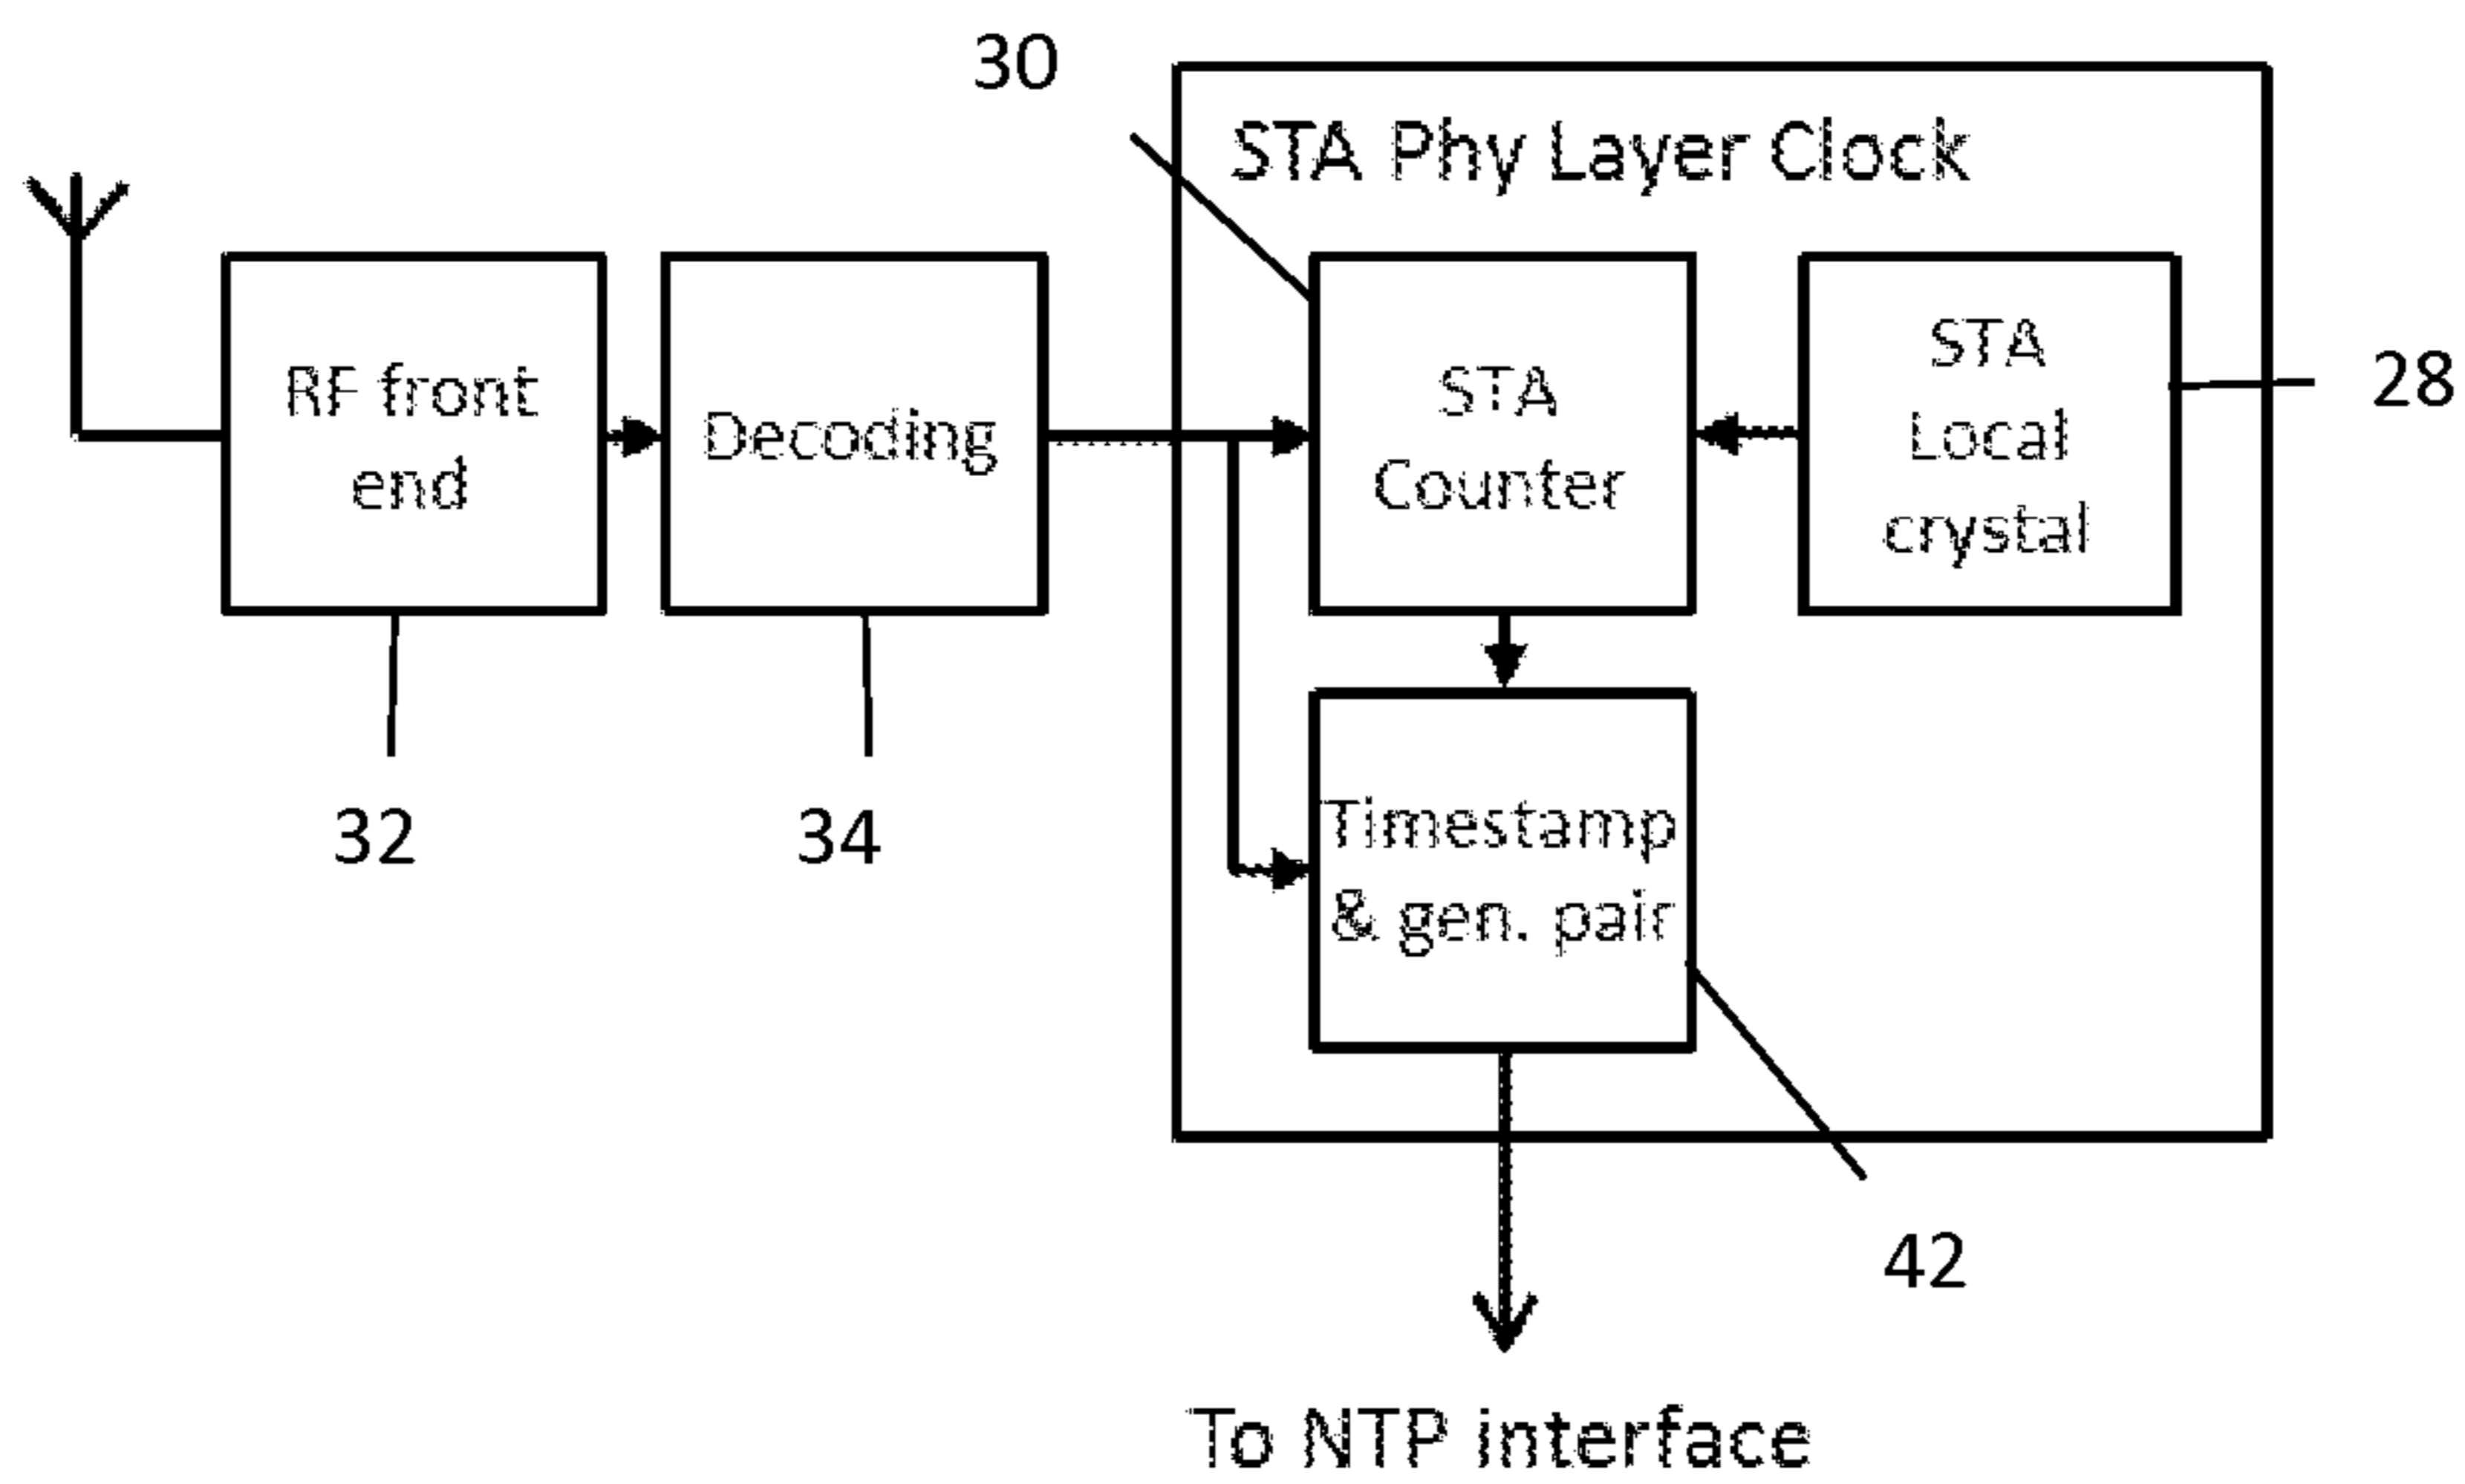 30
STA Phy Layer Clock
RF front
end
Decoding
STA
Counter
STA
Local
crystal
28
32
34
Timestamp
& gen. pair
42
To NTP interface